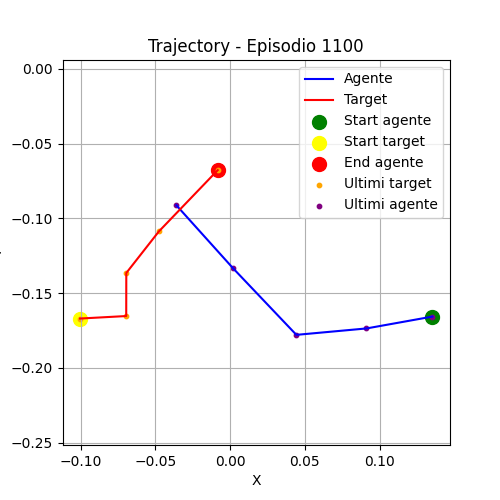 Trajectory - Episodio 1100
Agente
Target
Start agente
Start target
End agente
Ultimi target
Ultimi agente
0.00
−0.05
−0.10
−0.15
−0.20
−0.25
−0.10
−0.05
0.00
0.05
0.10
X